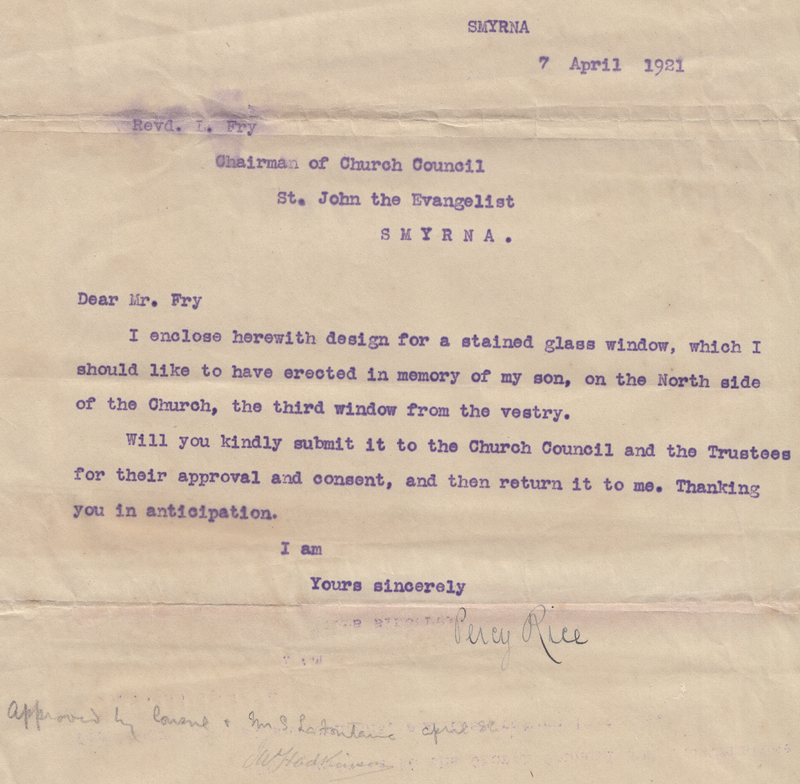 SMYRNA
7 April 1921
Revd. I. Fry
Chairman of Church Council
St. John the Evangelist
SMYRNA.
Dear Mr. Fry
I enclose herewith design for a stained glass window, which I
should like to have erected in memory of my son, on the North side
of the Church, the third window from the vestry.
Will you kindly submit it to the Church Council and the Trustees
for their approval and consent, and then return it to me. Thanking
you in anticipation.
I am
Yours sincerely
Percy Rice
Approved by & S. LaFontaine april
Hadkinson